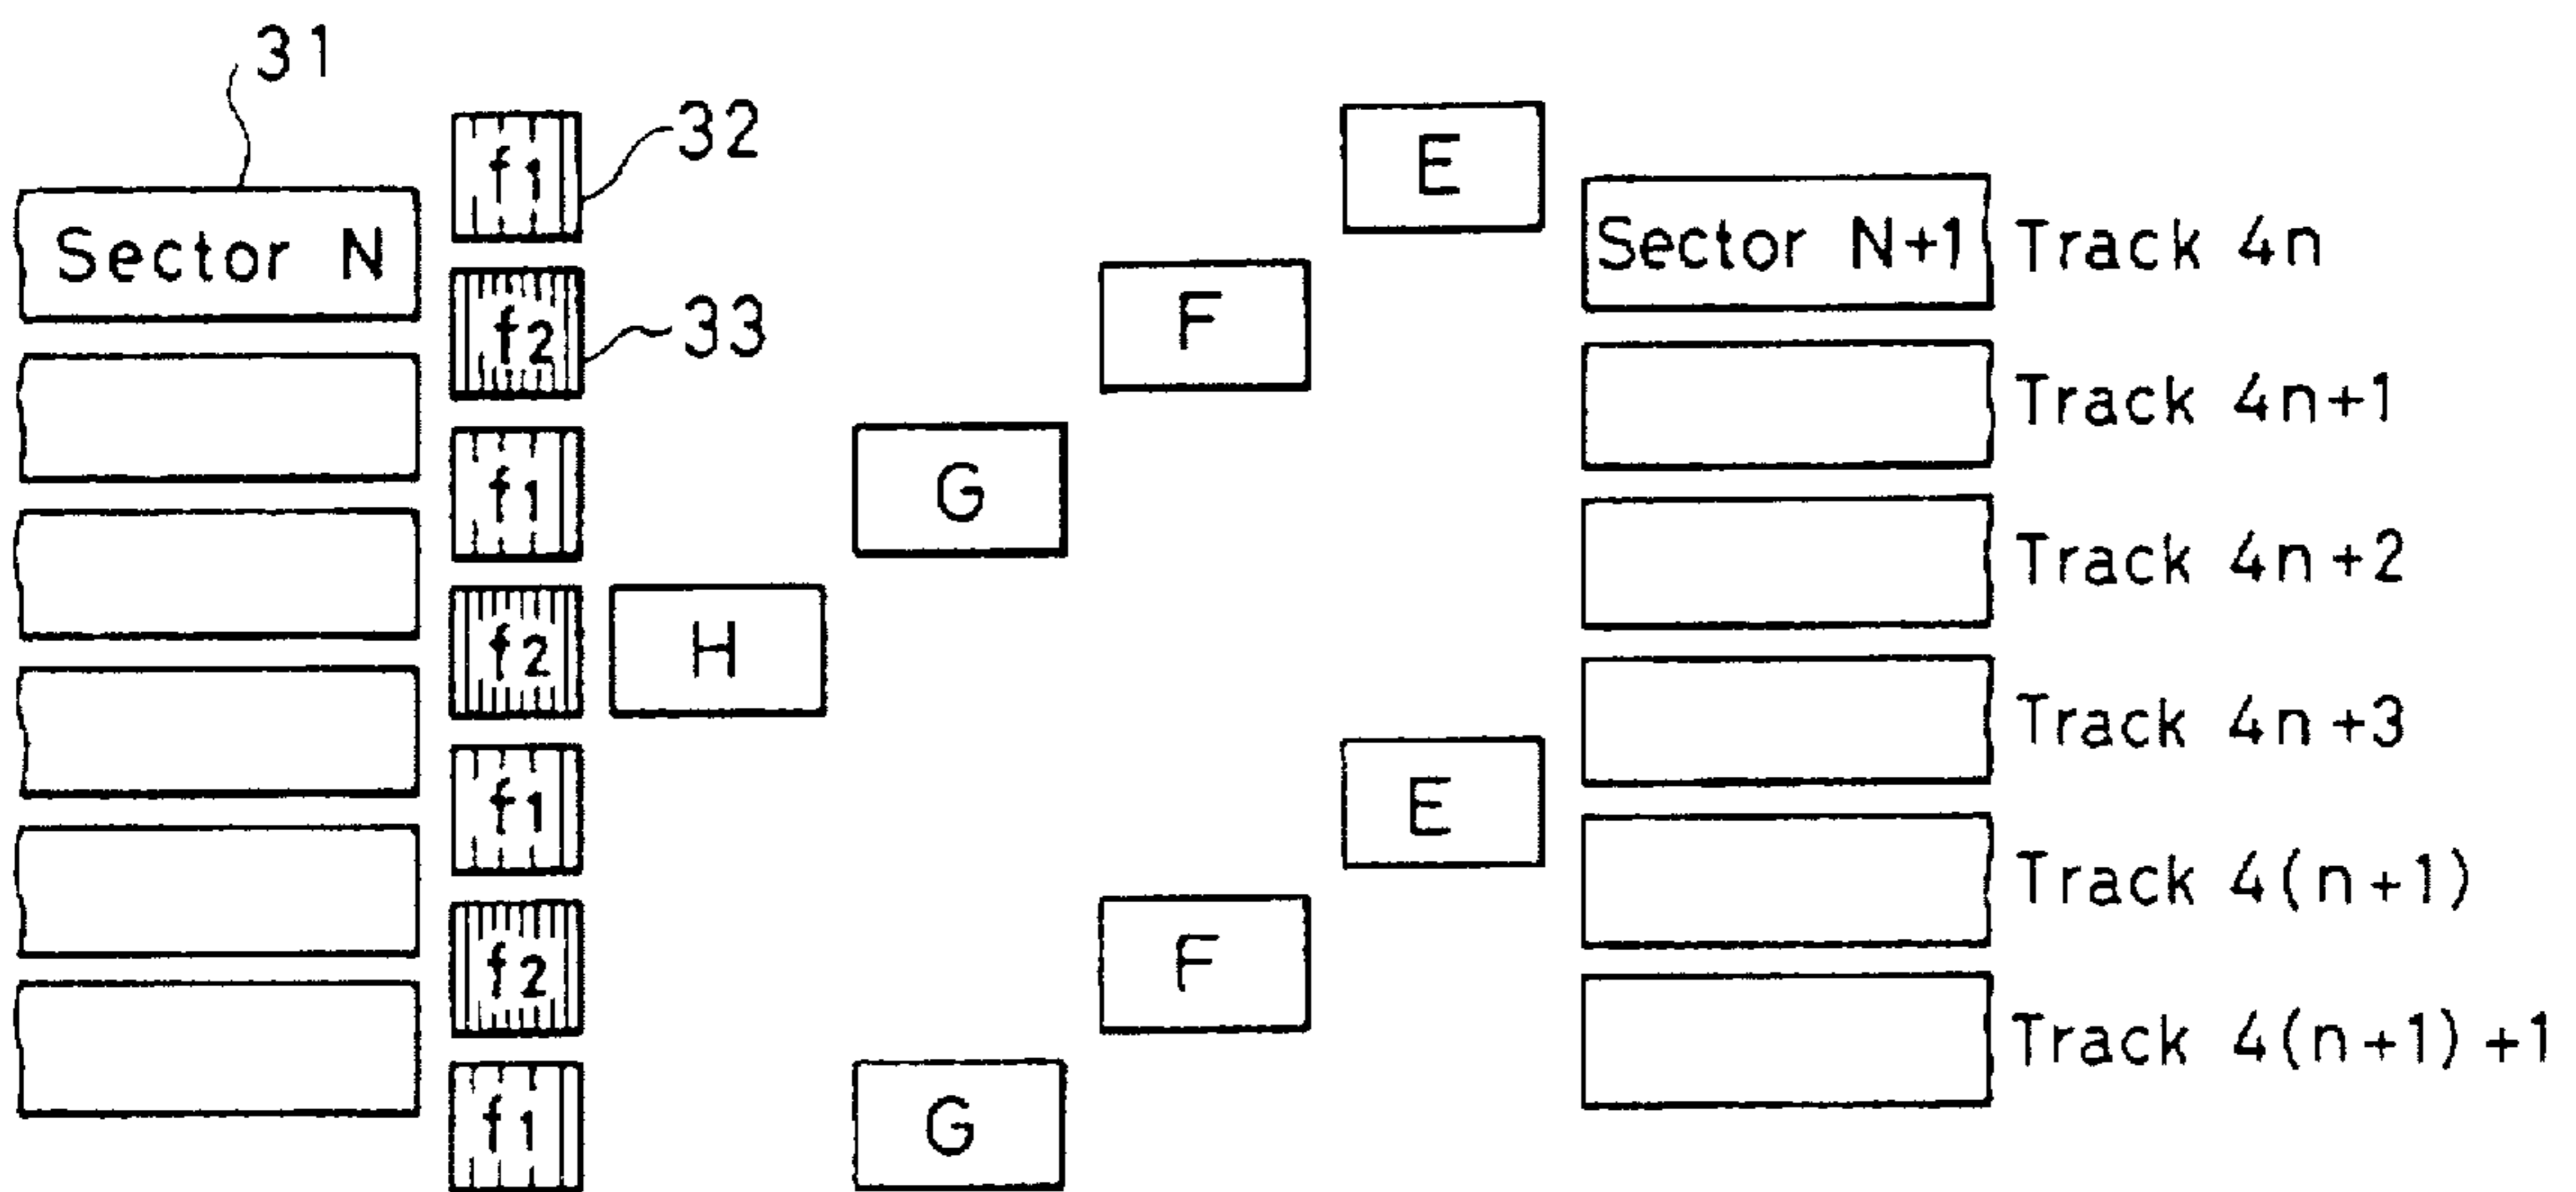 31
f1
32
E
Sector N
Sector N+1
Track 4n
f2
33
F
Track 4n+1
f1
G
Track 4n+2
f2
H
Track 4n+3
f1
E
Track 4(n+1)
f2
F
Track 4(n+1)+1
f1
G